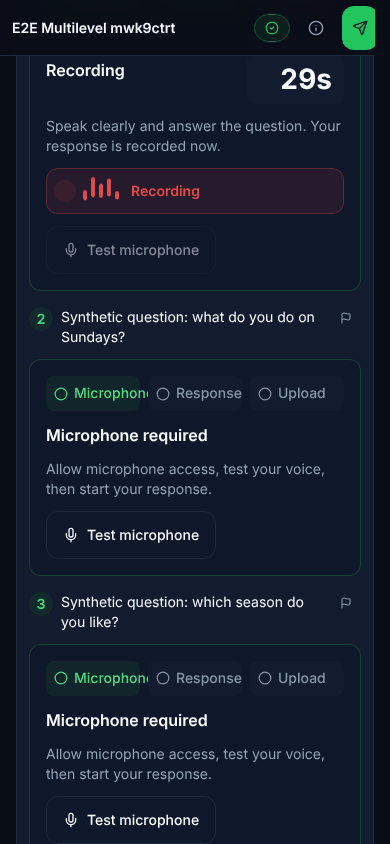 E2E Multilevel mwk9ctrt
Recording
29s
Speak clearly and answer the question. Your
response is recorded now.
Recording
Test microphone
2
Synthetic question: what do you do on
Sundays?
Microphone
Response
Upload
Microphone required
Allow microphone access, test your voice,
then start your response.
Test microphone
3
Synthetic question: which season do
you like?
Microphone
Response
Upload
Microphone required
Allow microphone access, test your voice,
then start your response.
Test microphone